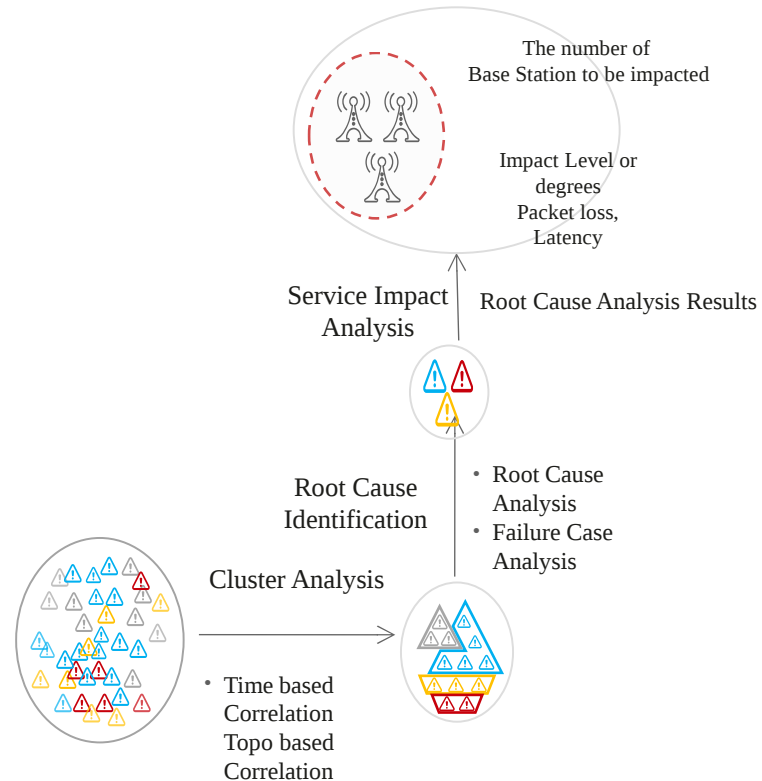 The number of
Base Station to be impacted
Impact Level or
degrees
Packet loss,
Latency
Service Impact
Analysis
Root Cause Analysis Results
Root Cause
Identification
• Root Cause
Analysis
• Failure Case
Analysis
Cluster Analysis
• Time based
Correlation
Topo based
Correlation